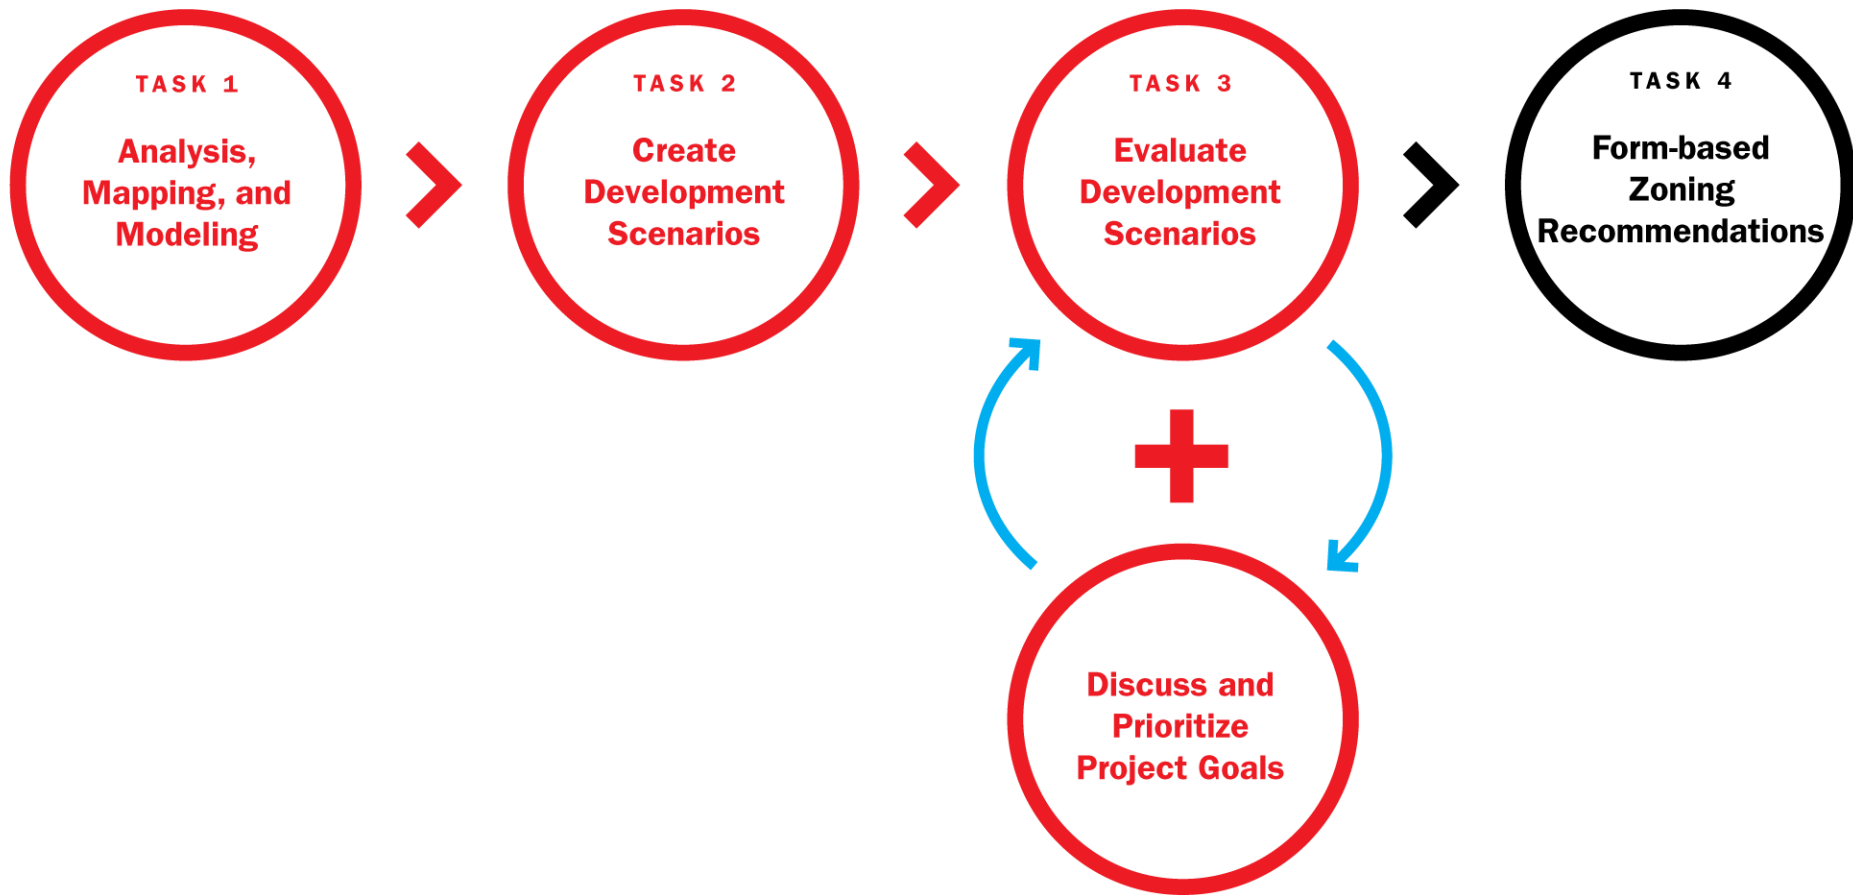 TASK 1
Analysis,
Mapping, and
Modeling
TASK 2
Create
Development
Scenarios
TASK 3
Evaluate
Development
Scenarios
TASK 4
Form-based
Zoning
Recommendations
Discuss and
Prioritize
Project Goals